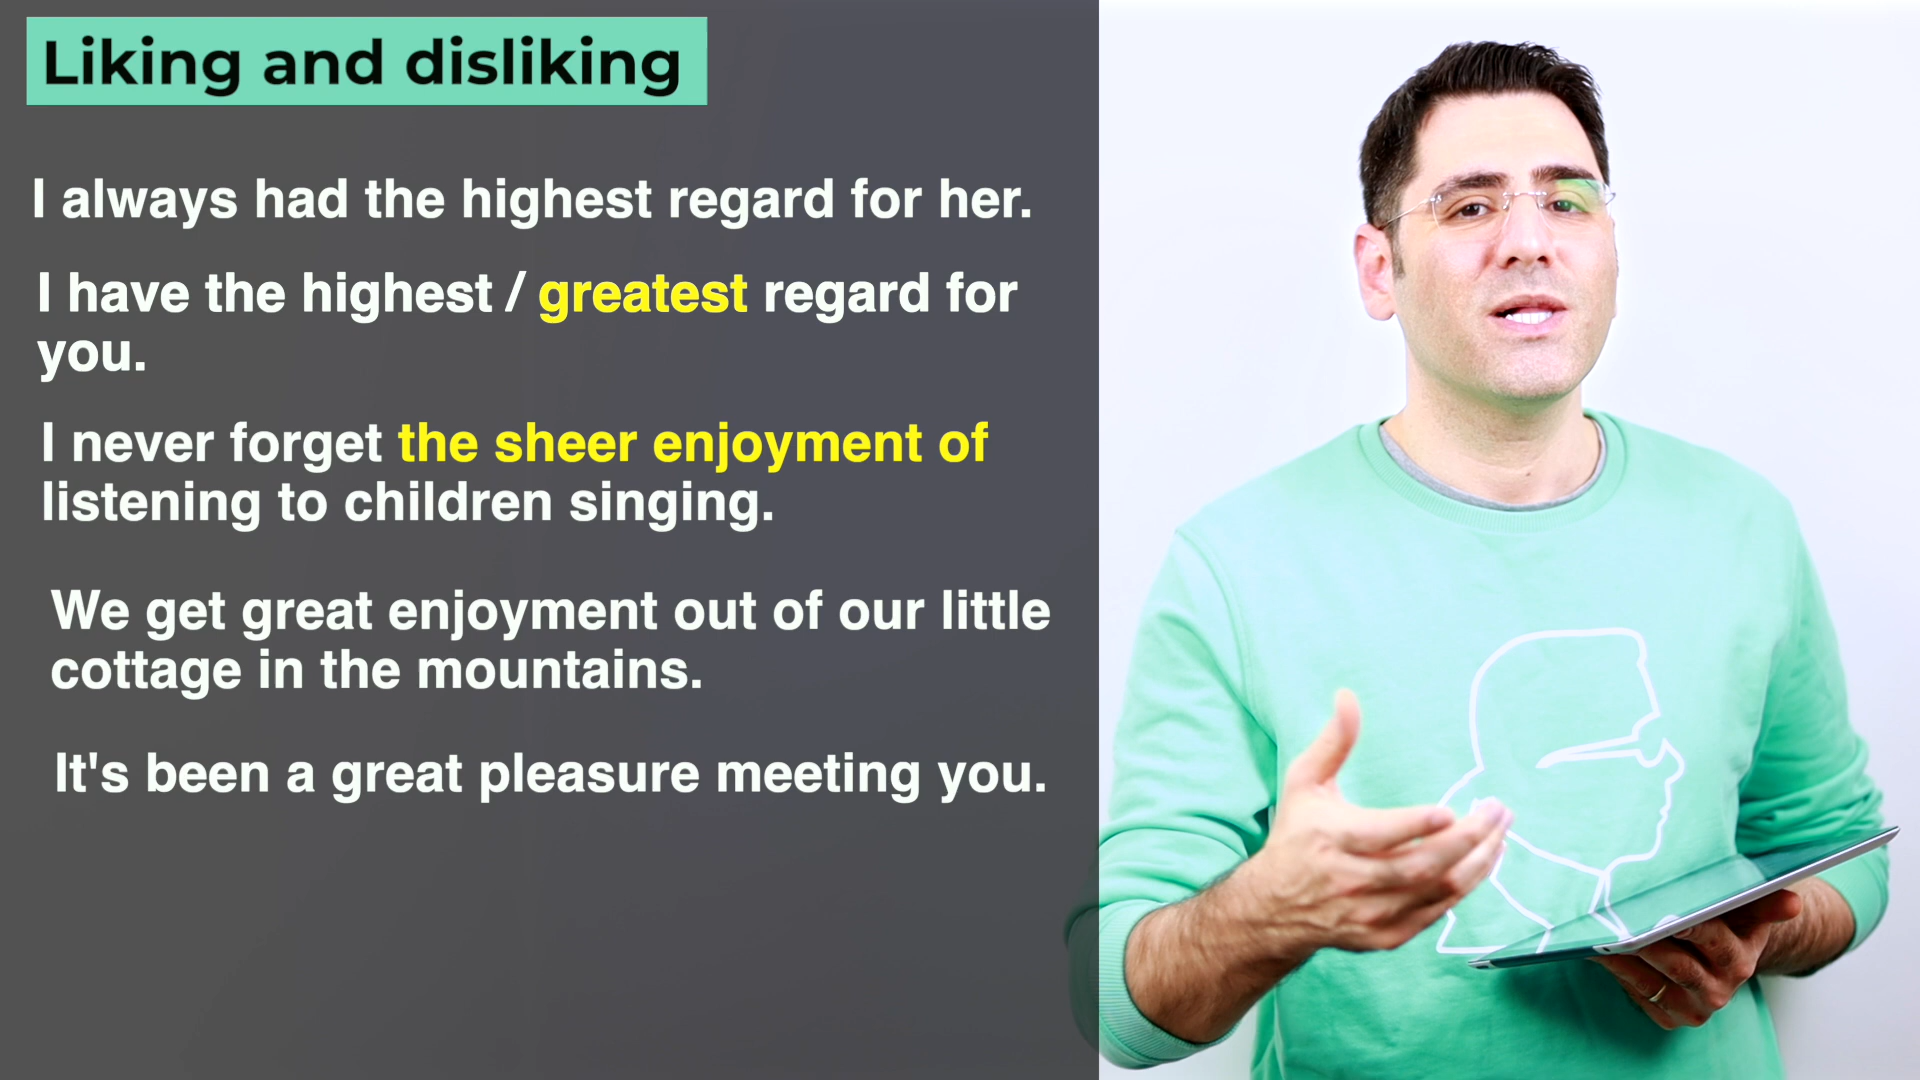 Liking and disliking
I always had the highest regard for her.
I have the highest / greatest regard for
you.
I never forget the sheer enjoyment of
listening to children singing.
We get great enjoyment out of our little
cottage in the mountains.
It's been a great pleasure meeting you.